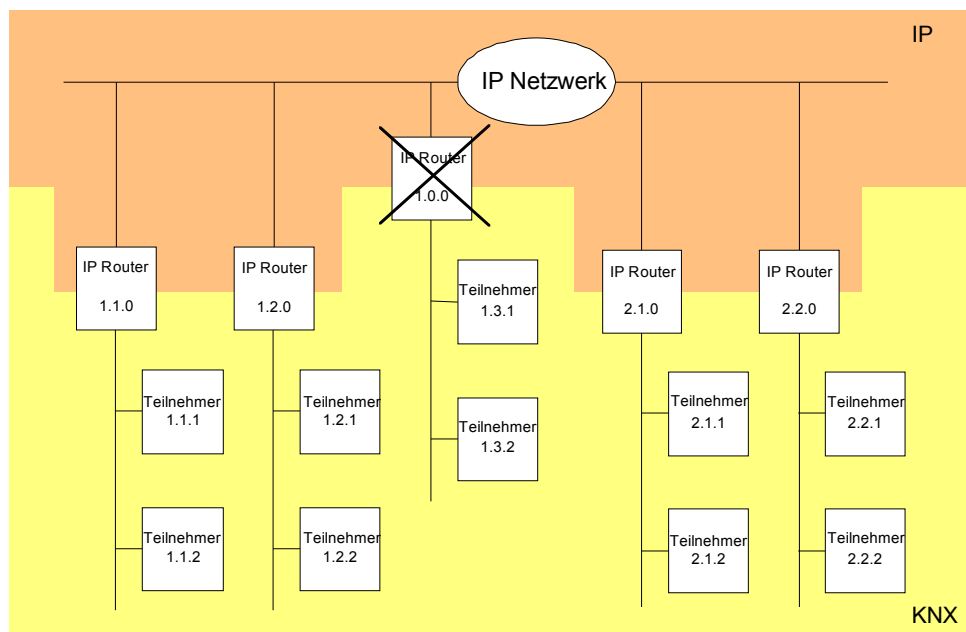 IP
IP Netzwerk
IP Router
1.0.0
IP Router
1.1.0
IP Router
1.2.0
IP Router
2.1.0
IP Router
2.2.0
Teilnehmer
1.3.1
Teilnehmer
1.1.1
Teilnehmer
1.2.1
Teilnehmer
1.3.2
Teilnehmer
2.1.1
Teilnehmer
2.2.1
Teilnehmer
1.1.2
Teilnehmer
1.2.2
Teilnehmer
2.1.2
Teilnehmer
2.2.2
KNX